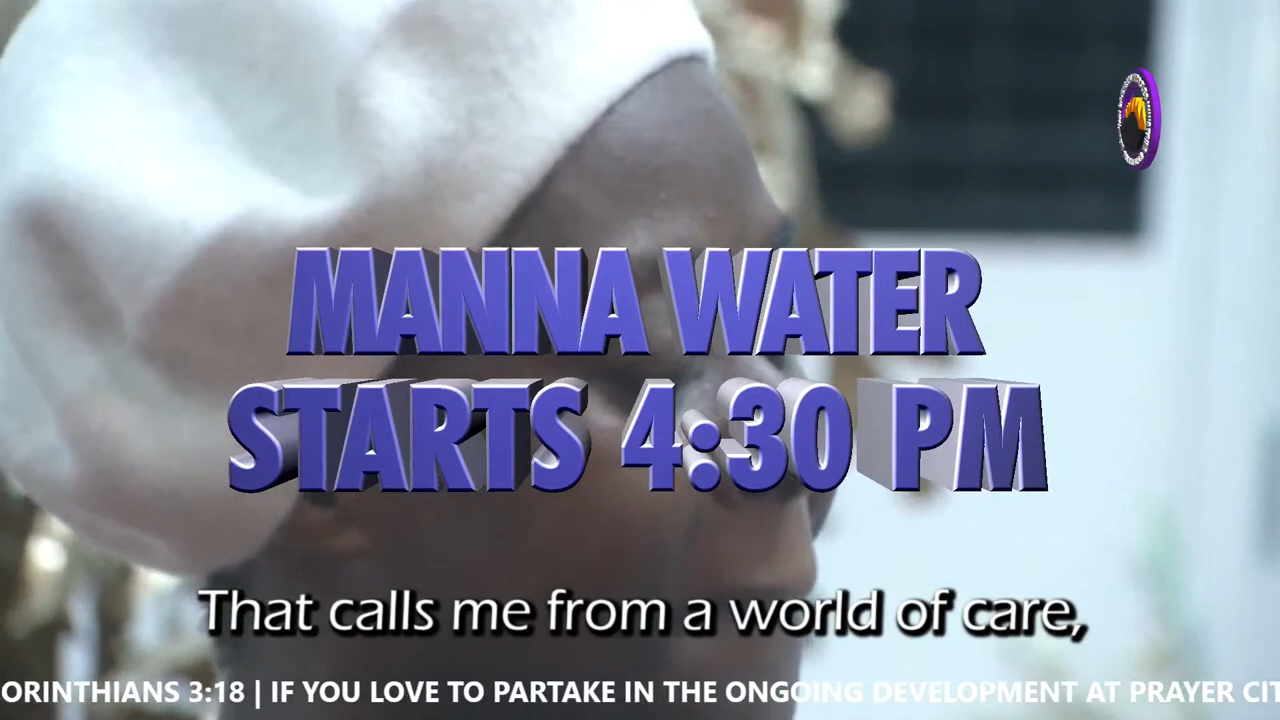 MANNA WATER
STARTS 4:30 PM
That calls me from a world of care,
ORINTHIANS 3:18 | IF YOU LOVE TO PARTAKE IN THE ONGOING DEVELOPMENT AT PRAYER CIT